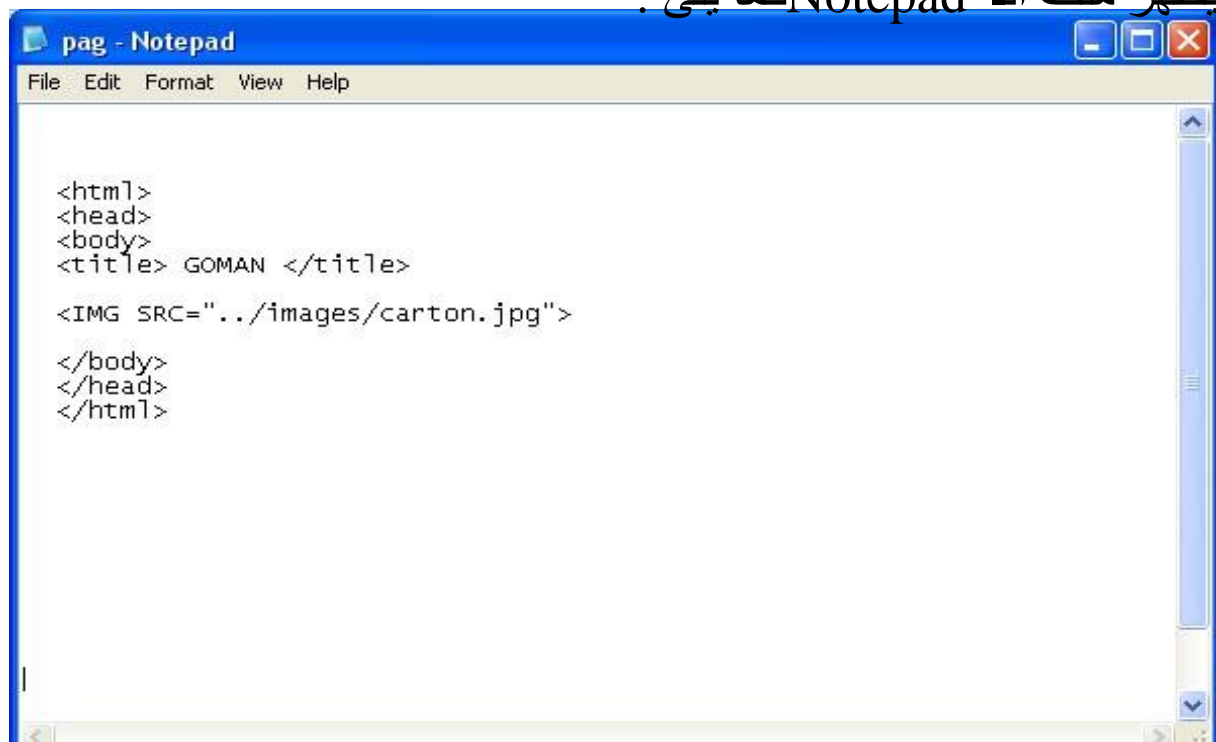 Notepad
pag - Notepad
File Edit Format View Help
<html>
<head>
<body>
<title> GOMAN </title>
<IMG SRC="../images/carton.jpg">
</body>
</head>
</html>